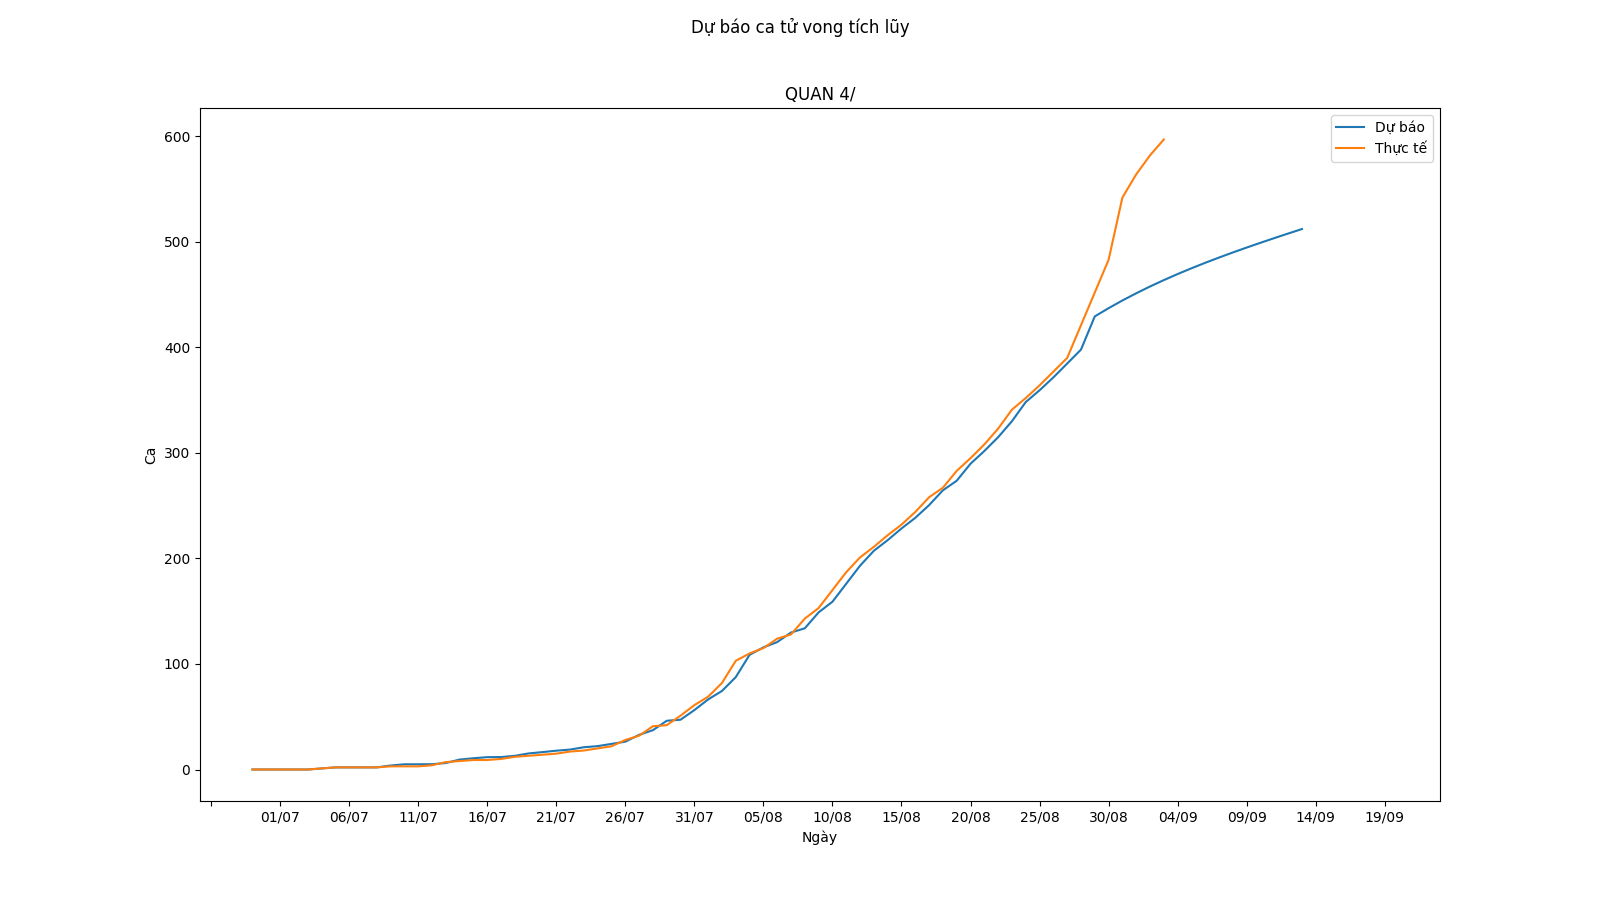 Dự báo ca tử vong tích lũy
QUAN 4/
Dự báo
Thực tế
600
500
400
300
200
100
0
Ca
01/07 06/07 11/07 16/07 21/07 26/07 31/07 05/08 10/08 15/08 20/08 25/08 30/08 04/09 09/09 14/09 19/09
Ngày